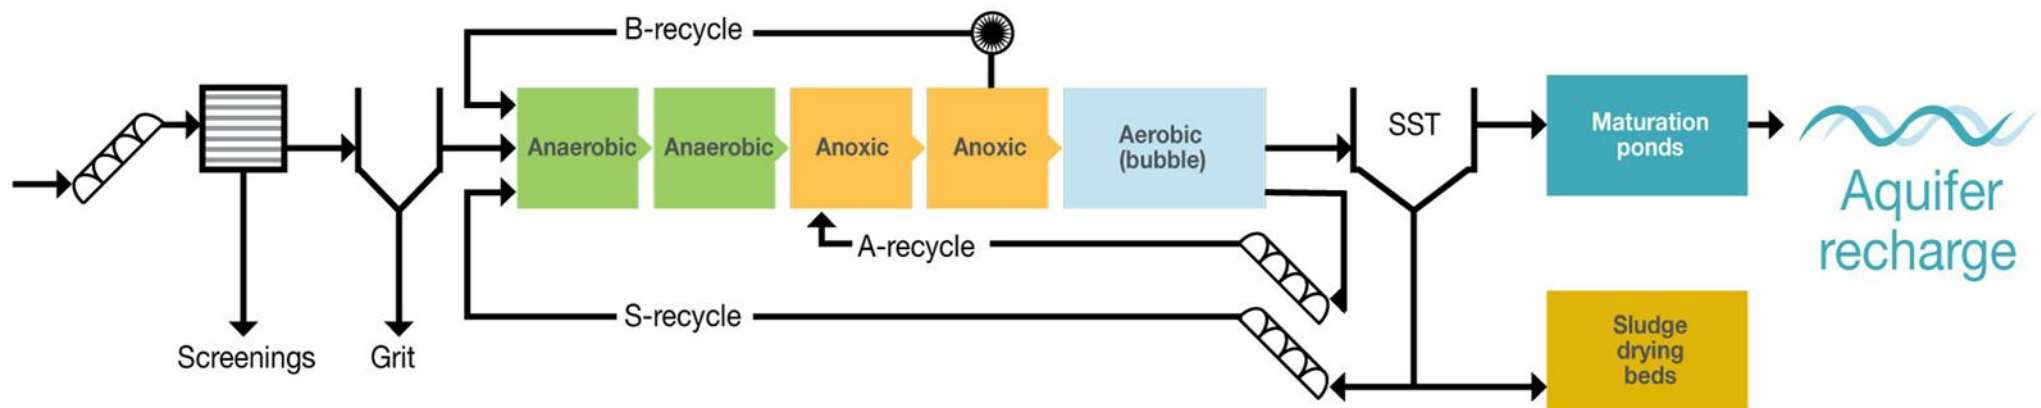 B-recycle
Anaerobic
Anaerobic
Anoxic
Anoxic
Aerobic
(bubble)
SST
Maturation
ponds
Aquifer
recharge
A-recycle
S-recycle
Screenings
Grit
Sludge
drying
beds